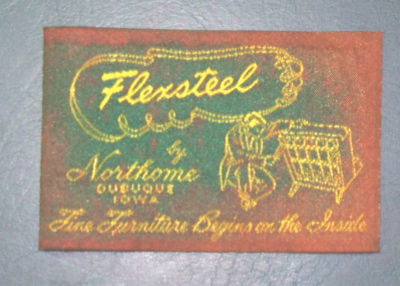 Flexsteel
by
Northome
DUBUQUE
IOWA
Fine Furniture Begins on the Inside